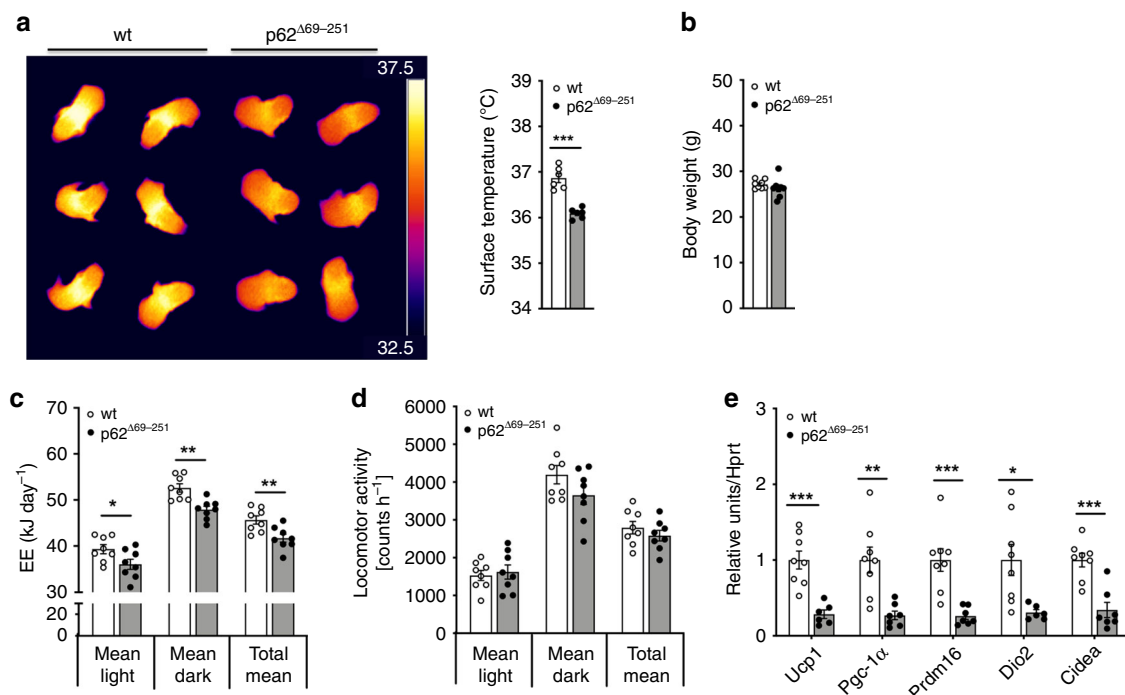 a
wt
p62Δ69–251
37.5
32.5
39
38
37
36
35
34
Surface temperature (°C)
wt
p62Δ69–251
***
b
50
40
30
20
10
0
Body weight (g)
wt
p62Δ69–251
c
70
60
50
40
30
20
0
EE (kJ day−1)
wt
p62Δ69–251
*
**
**
Mean light
Mean dark
Total mean
d
6000
5000
4000
3000
2000
1000
0
Locomotor activity
[counts h−1]
wt
p62Δ69–251
Mean light
Mean dark
Total mean
e
3
2
1
0
Relative units/Hprt
wt
p62Δ69–251
***
**
***
*
***
Ucp1
Pgc-1α
Prdm16
Dio2
Cidea